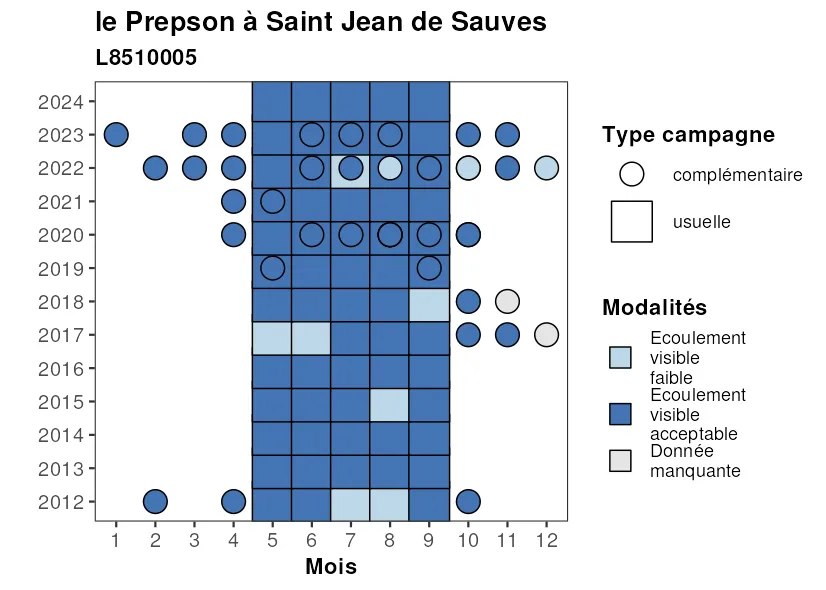 le Prepson à Saint Jean de Sauves
L8510005
2024
2023
2022
2021
2020
2019
2018
2017
2016
2015
2014
2013
2012
1 2 3 4 5 6 7 8 9 10 11 12
Mois
Type campagne
complémentaire
usuelle
Modalités
Ecoulement
visible
faible
Ecoulement
visible
acceptable
Donnée
manquante